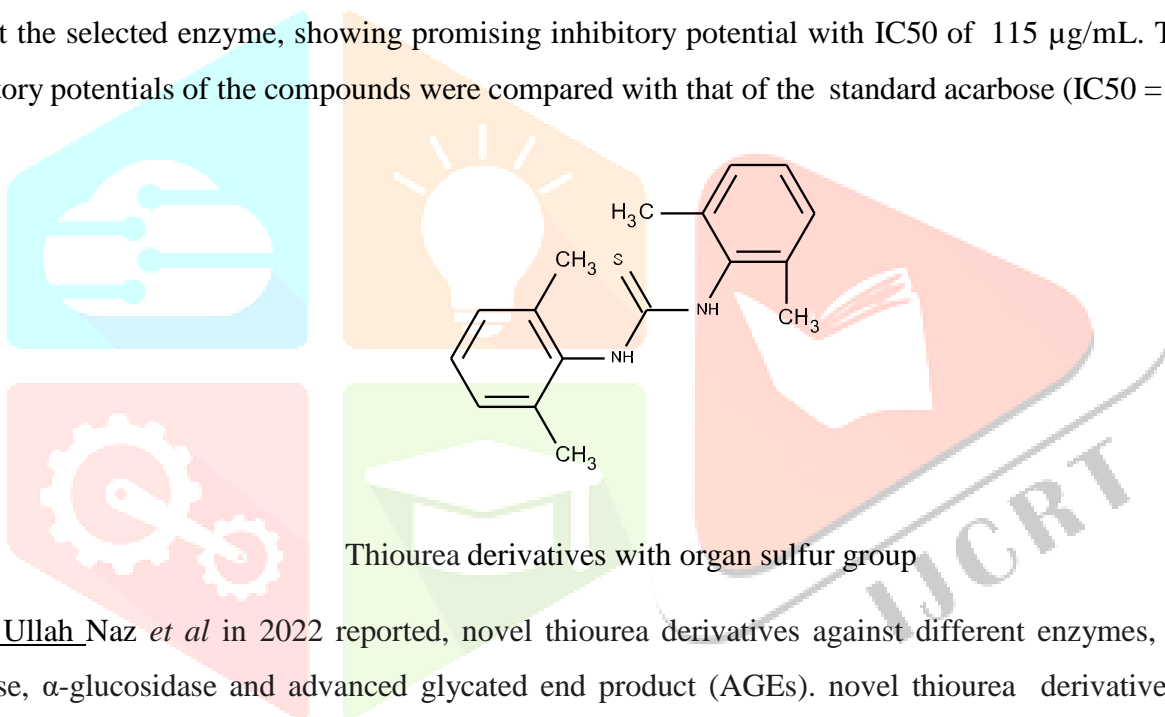 t the selected enzyme, showing promising inhibitory potential with IC50 of 115 µg/mL. T
tory potentials of the compounds were compared with that of the standard acarbose (IC50 =
H3C
CH3
S
NH
CH3
NH
CH3
Thiourea derivatives with organ sulfur group
IJCRT
Ullah Naz et al in 2022 reported, novel thiourea derivatives against different enzymes,
se, α-glucosidase and advanced glycated end product (AGEs). novel thiourea derivative